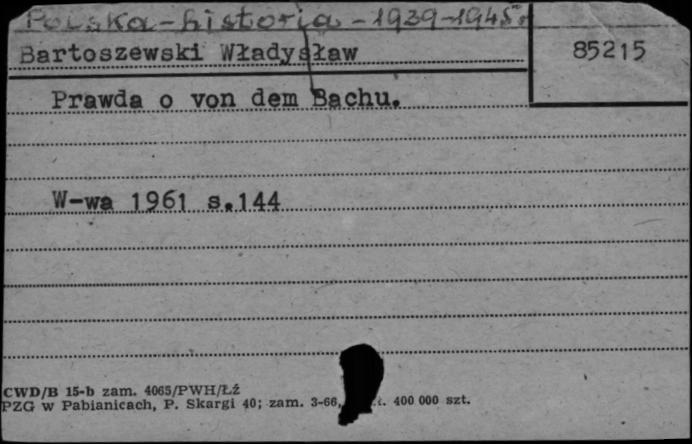 Polska - historia - 1939-1945.
Bartoszewski Władysław
85215
Prawda o von dem Bachu.
W-wa 1961 s.144
CWD/B 15-b zam. 4065/PWH/Łź
PZG w Pabianicach, P. Skargi 40; zam. 3-66, 400 000 szt.